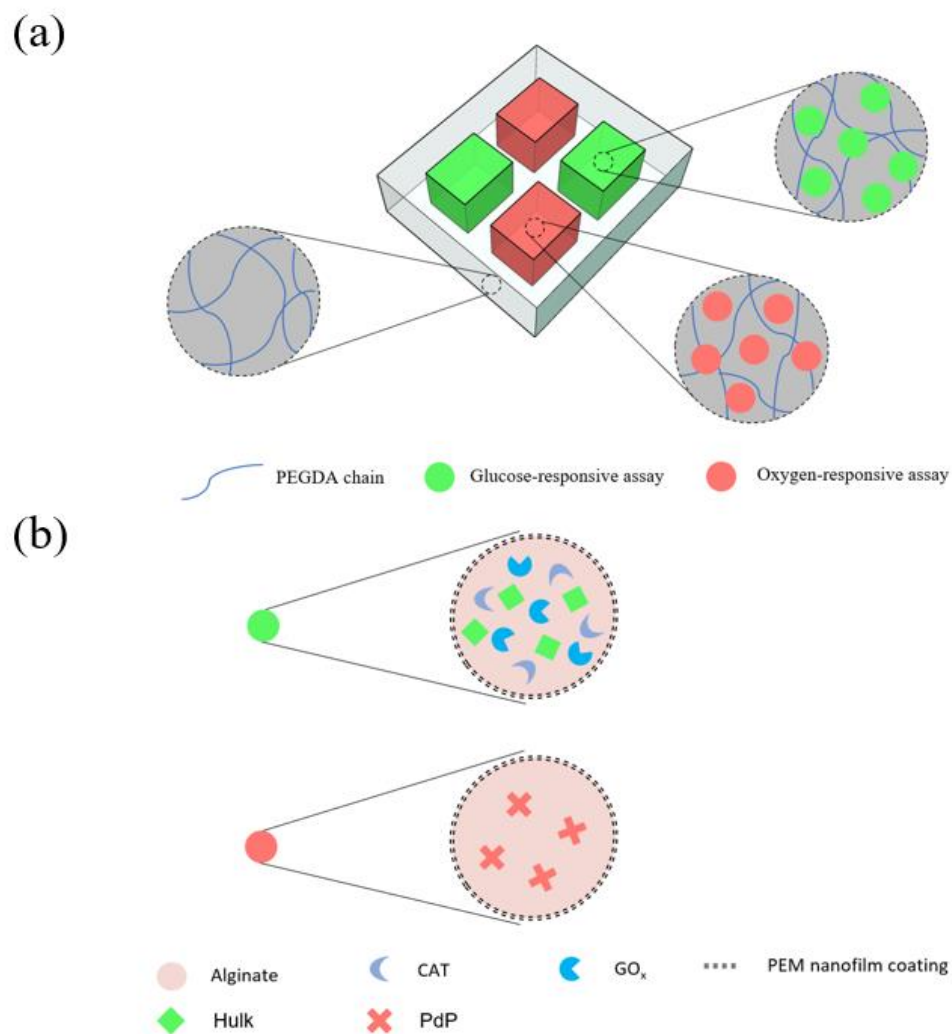 (a)
PEGDA chain
Glucose-responsive assay
Oxygen-responsive assay
(b)
Alginate
CAT
GOx
PEM nanofilm coating
Hulk
PdP